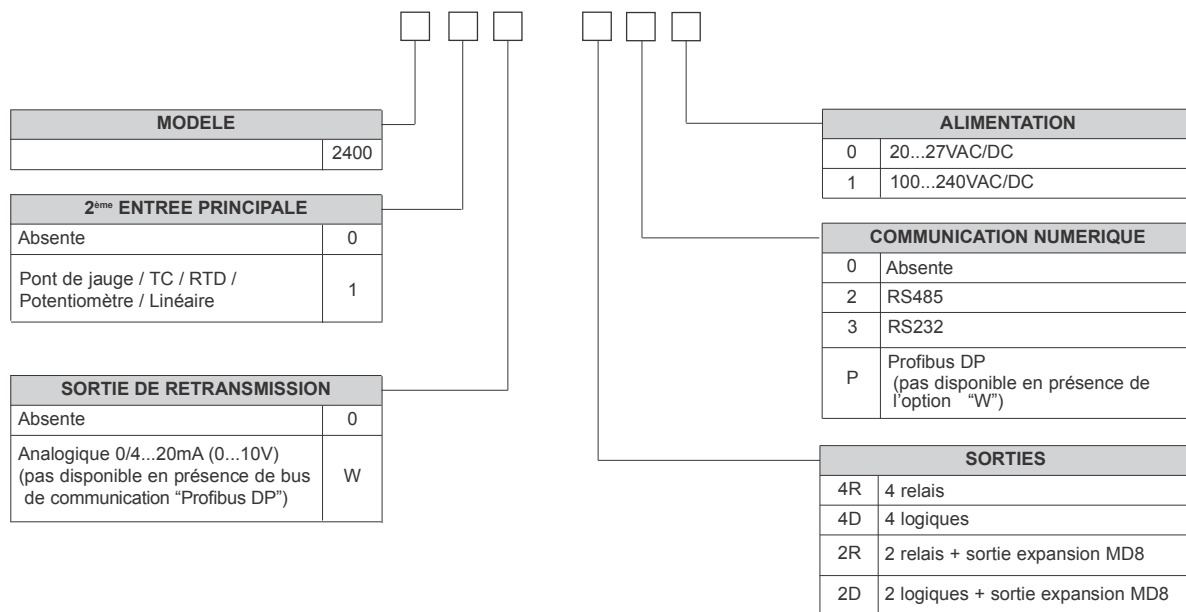 MODELE
2400
2ème ENTREE PRINCIPALE
Absente 0
Pont de jauge / TC / RTD /
Potentiomètre / Linéaire
1
SORTIE DE RETRANSMISSION
Absente 0
Analogique 0/4...20mA (0...10V)
(pas disponible en présence de bus
de communication “Profibus DP”)
W
ALIMENTATION
0 20...27VAC/DC
1 100...240VAC/DC
COMMUNICATION NUMERIQUE
0 Absente
2 RS485
3 RS232
P
Profibus DP
(pas disponible en présence de
l’option “W”)
SORTIES
4R 4 relais
4D 4 logiques
2R 2 relais + sortie expansion MD8
2D 2 logiques + sortie expansion MD8